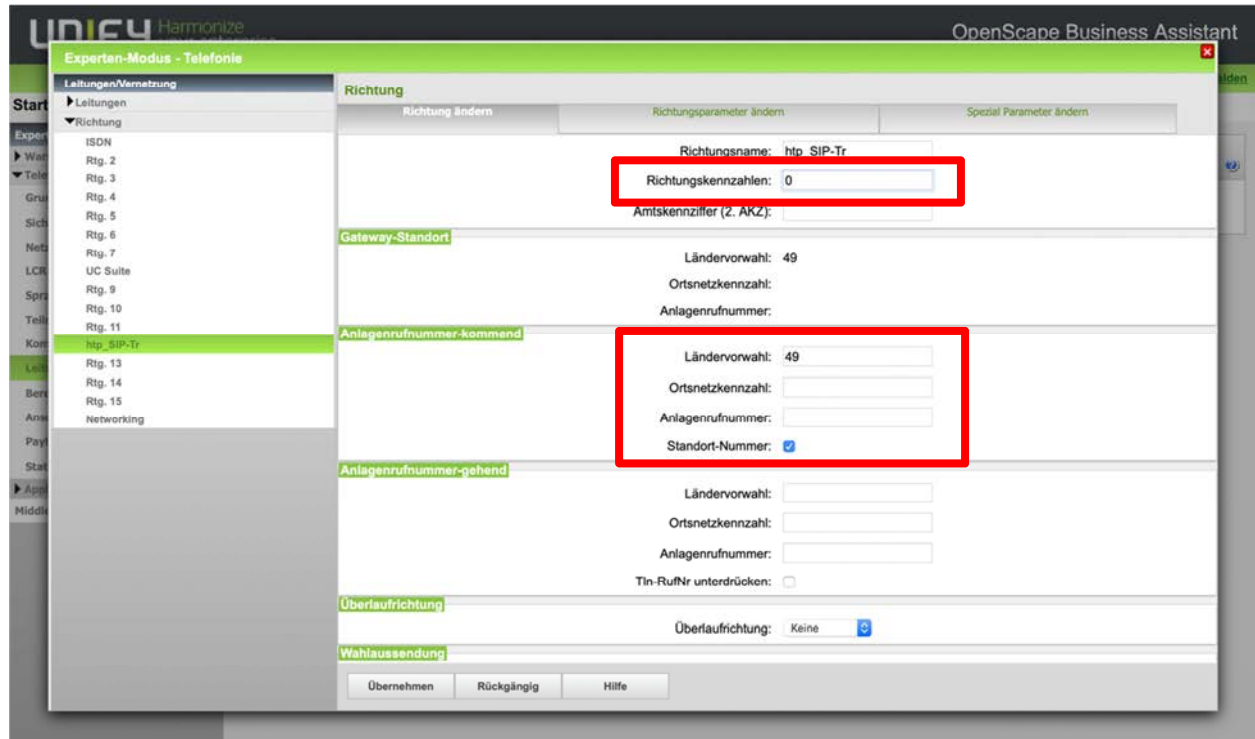 UNIFY Harmonize
your enterprise
OpenScape Business Assistant
Experten-Modus - Telefonie
Start
Leitungen/Vernetzung
Leitungen
Richtung
ISDN
Rtg. 2
Rtg. 3
Rtg. 4
Rtg. 5
Rtg. 6
Rtg. 7
UC Suite
Rtg. 9
Rtg. 10
Rtg. 11
htp_SIP-Tr
Rtg. 13
Rtg. 14
Rtg. 15
Networking
Richtung
Richtung ändern
Richtungsparameter ändern
Spezial Parameter ändern
Richtungsname: htp_SIP-Tr
Richtungskennzahlen: 0
Amtskennziffer (2. AKZ):
Gateway-Standort
Ländervorwahl: 49
Ortsnetzkennzahl:
Anlagenrufnummer:
Anlagenrufnummer-kommend
Ländervorwahl: 49
Ortsnetzkennzahl:
Anlagenrufnummer:
Standort-Nummer:
Anlagenrufnummer-gehend
Ländervorwahl:
Ortsnetzkennzahl:
Anlagenrufnummer:
Tln-RufNr unterdrücken:
Überlaufrichtung
Überlaufrichtung: Keine
Wahlaussendung
Übernehmen
Rückgängig
Hilfe